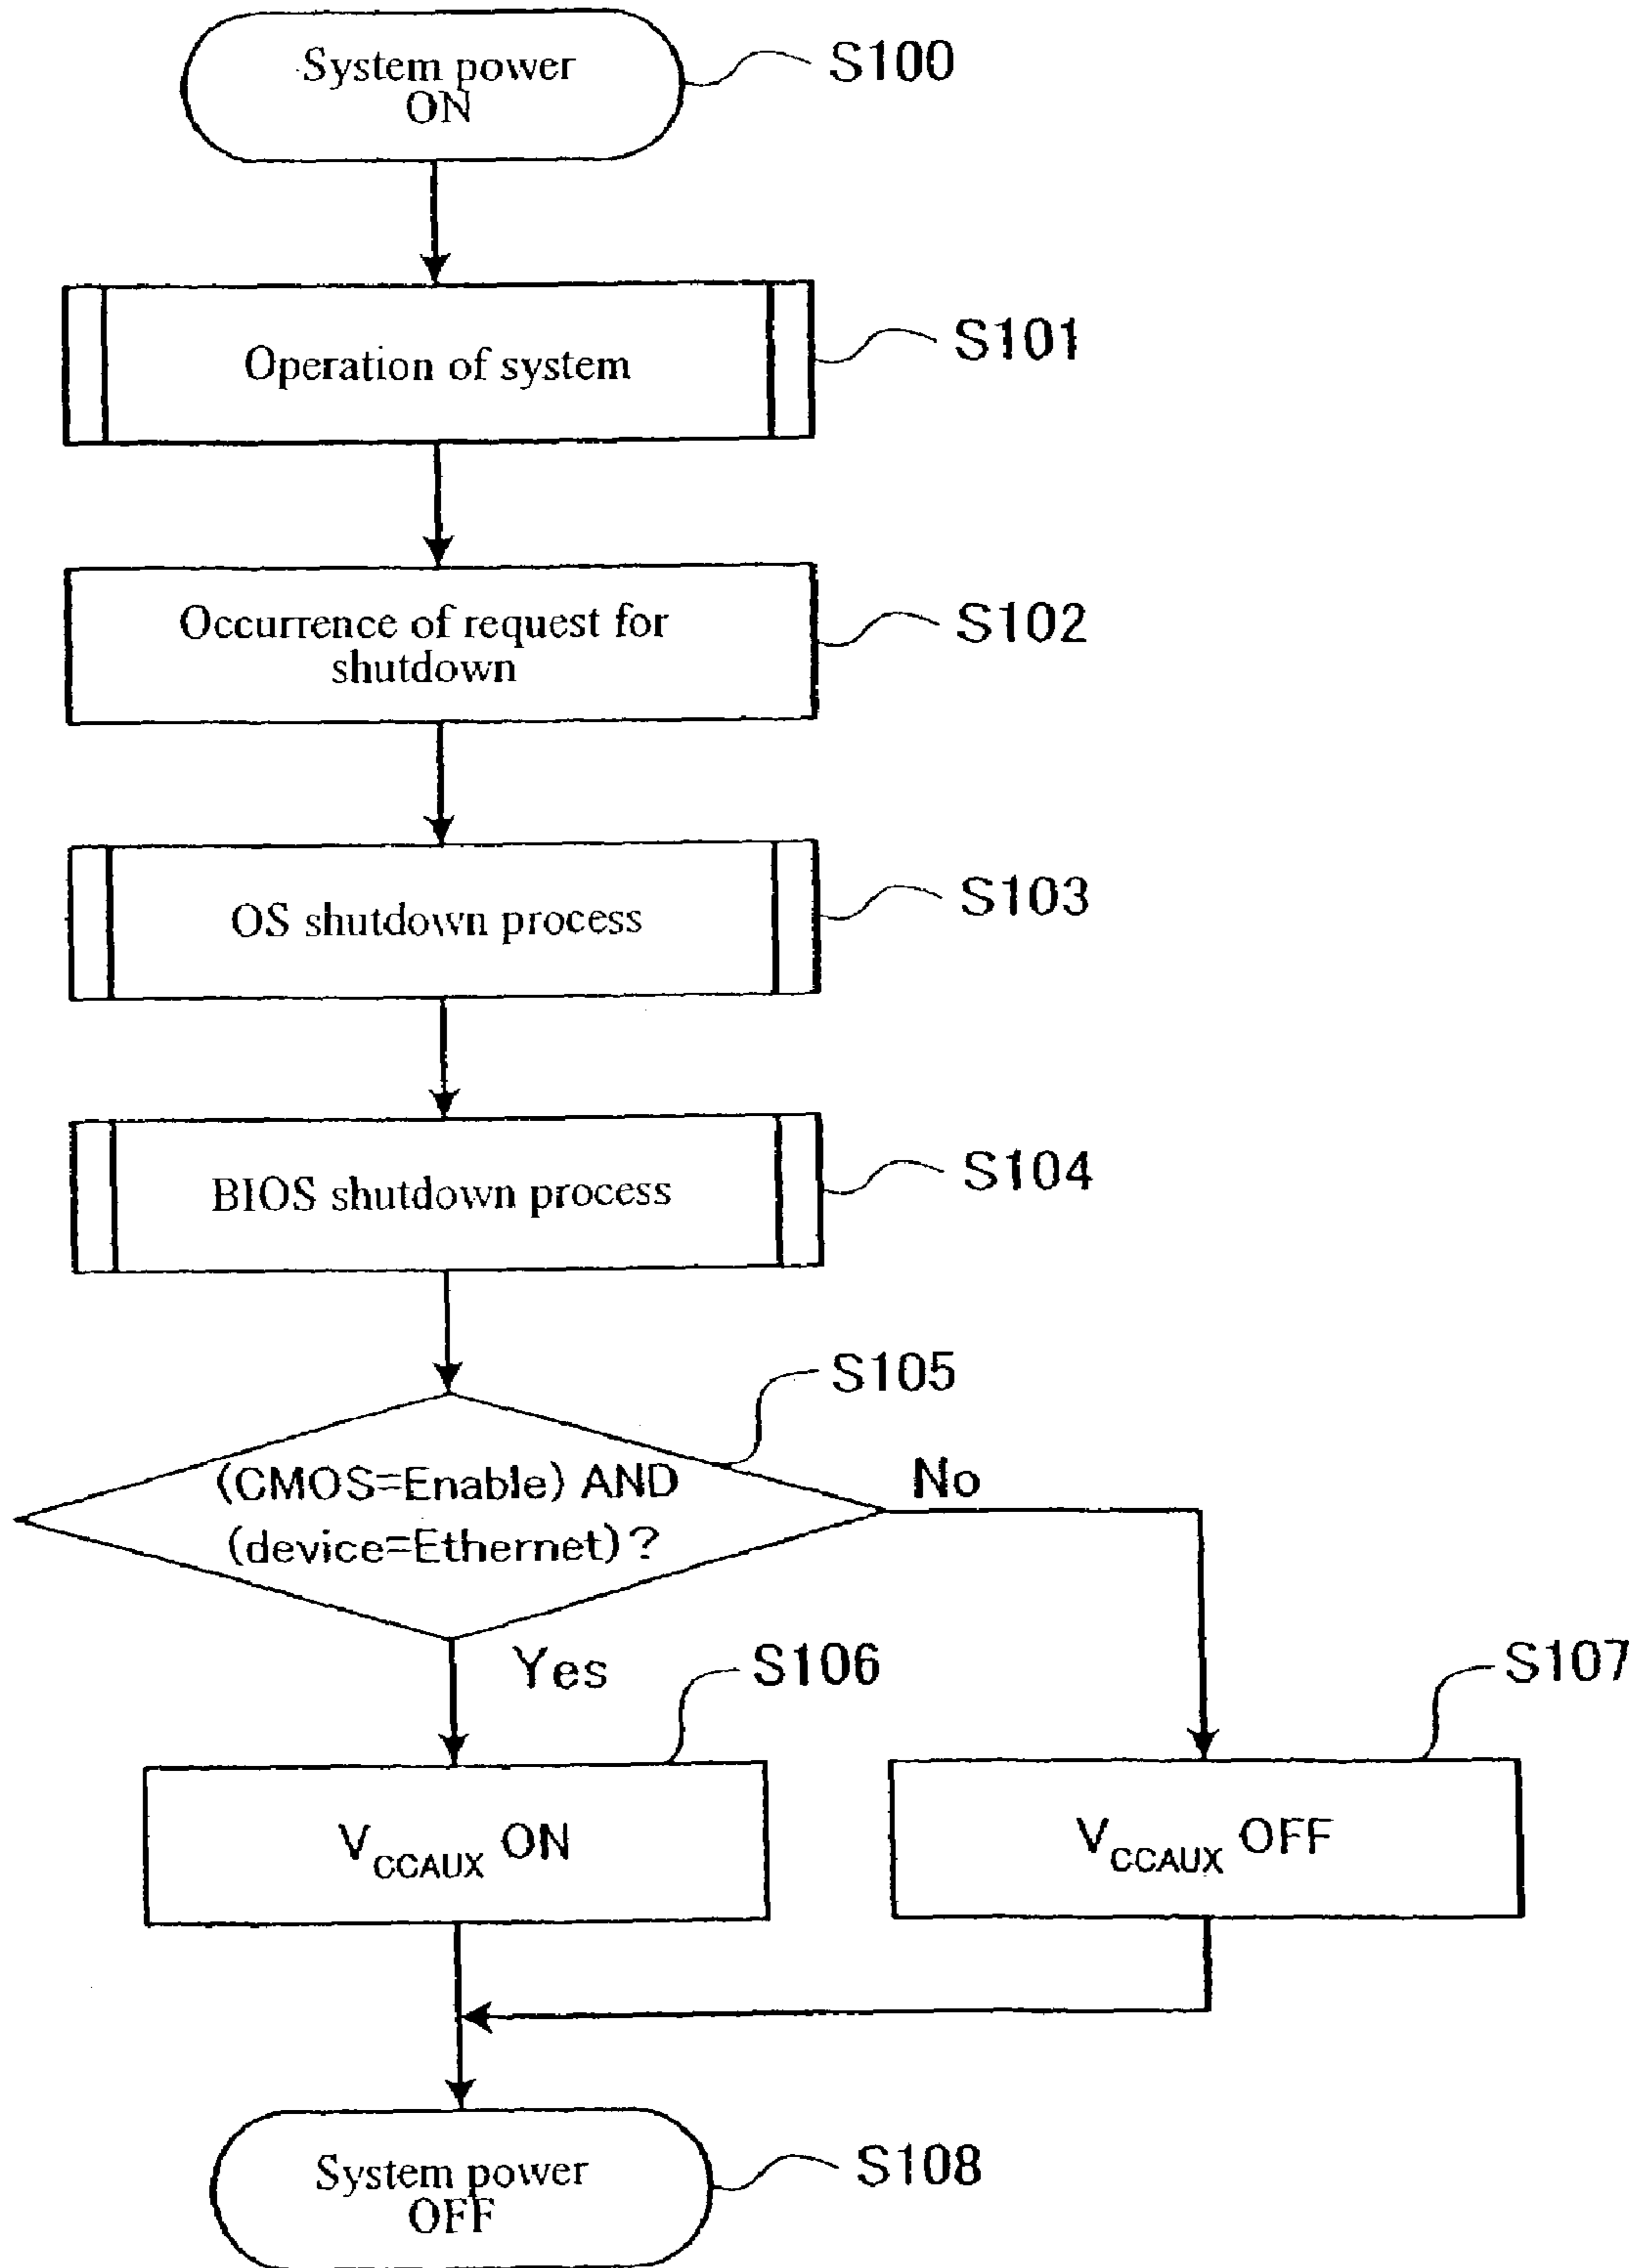 System power
ON
S100
Operation of system
S101
Occurrence of request for
shutdown
S102
OS shutdown process
S103
BIOS shutdown process
S104
S105
(CMOS=Enable) AND
(device=Ethernet)?
No
Yes
S106
S107
VCCAUX ON
VCCAUX OFF
System power
OFF
S108